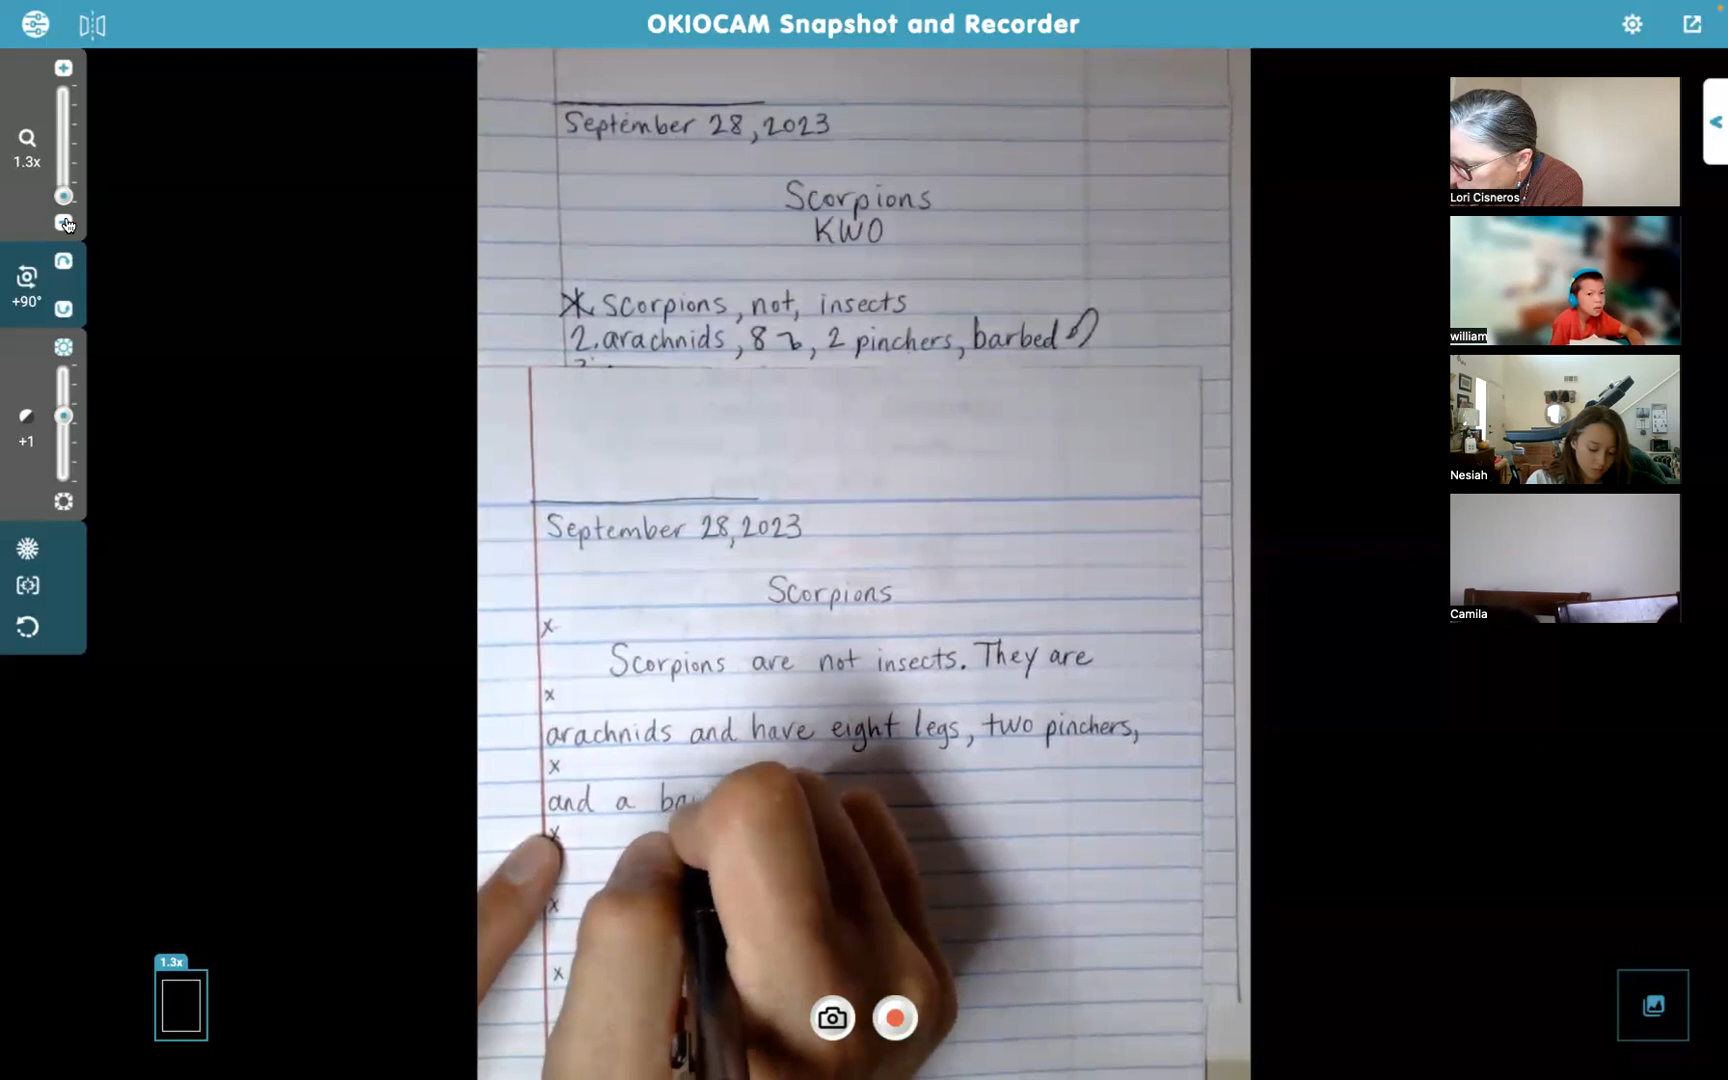 OKIOCAM Snapshot and Recorder
1.3x
+90°
+1
1.3x
September 28, 2023
Scorpions
KWO
scorpions, not, insects
2. arachnids, 8 , 2 pinchers, barbed
September 28, 2023
Scorpions
x
Scorpions are not insects. They are
x
arachnids and have eight legs, two pinchers,
x
and a
x
x
x
Lori Cisneros
william
Nesiah
Camila